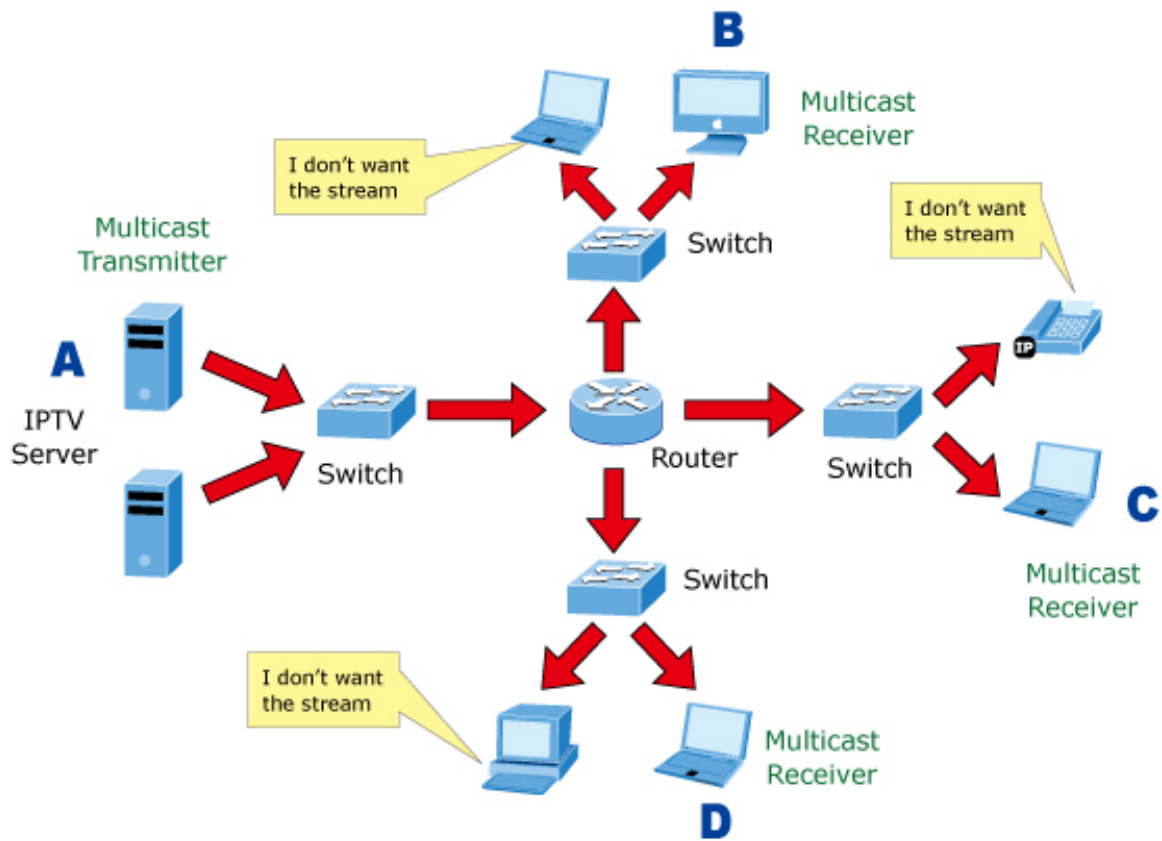 B
Multicast
Receiver
I don't want
the stream
Switch
I don't want
the stream
Multicast
Transmitter
A
IPTV
Server
Switch
Router
Switch
IP
C
Multicast
Receiver
Switch
I don't want
the stream
Multicast
Receiver
D